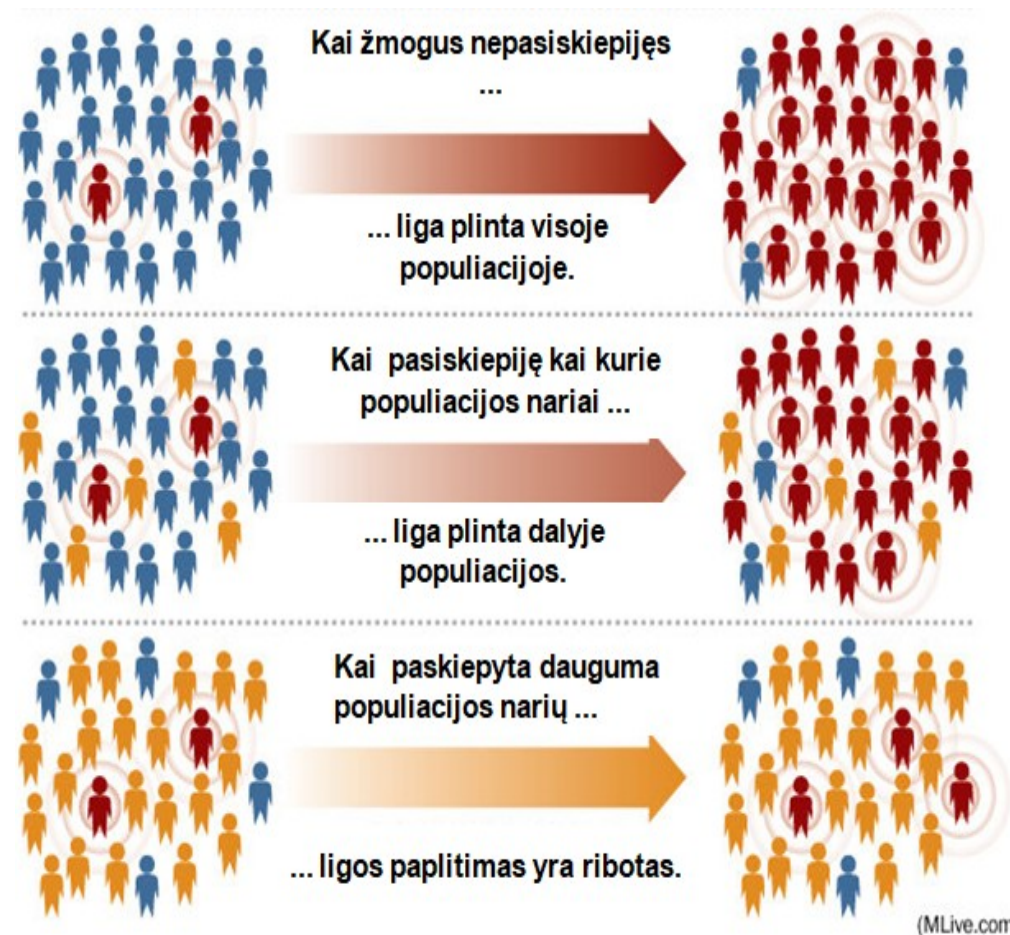 Kai žmogus nepasiskiepijęs
...
... liga plinta visoje
populiacijoje.
Kai pasiskiepiję kai kurie
populiacijos nariai ...
... liga plinta dalyje
populiacijos.
Kai paskiepyta dauguma
populiacijos narių ...
... ligos paplitimas yra ribotas.
(MLive.com